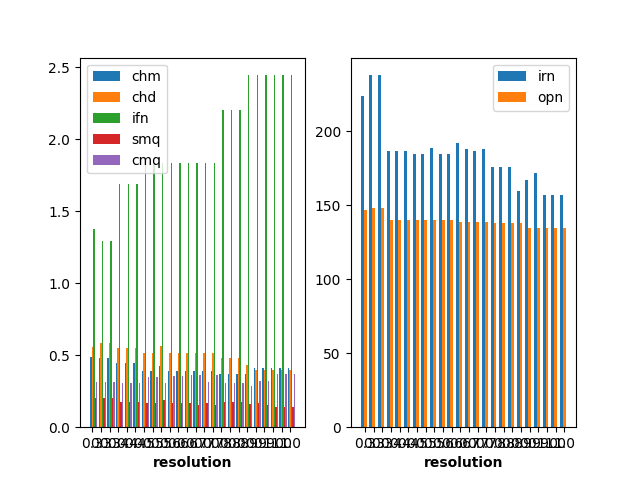 2.5
2.0
1.5
1.0
0.5
0.0
chm
chd
ifn
smq
cmq
resolution
200
150
100
50
0
irn
opn
resolution